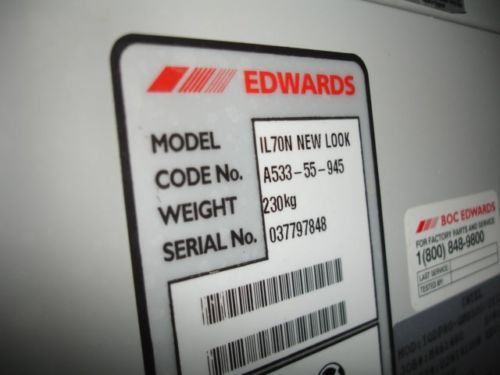 EDWARDS
MODEL IL70N NEW LOOK
CODE No. A533-55-945
WEIGHT 230kg
SERIAL No. 037797848
BOC EDWARDS
FOR FACTORY PARTS AND SERVICE
1(800) 848-9800
LAST SERVICE:
TESTED BY:
INTEL